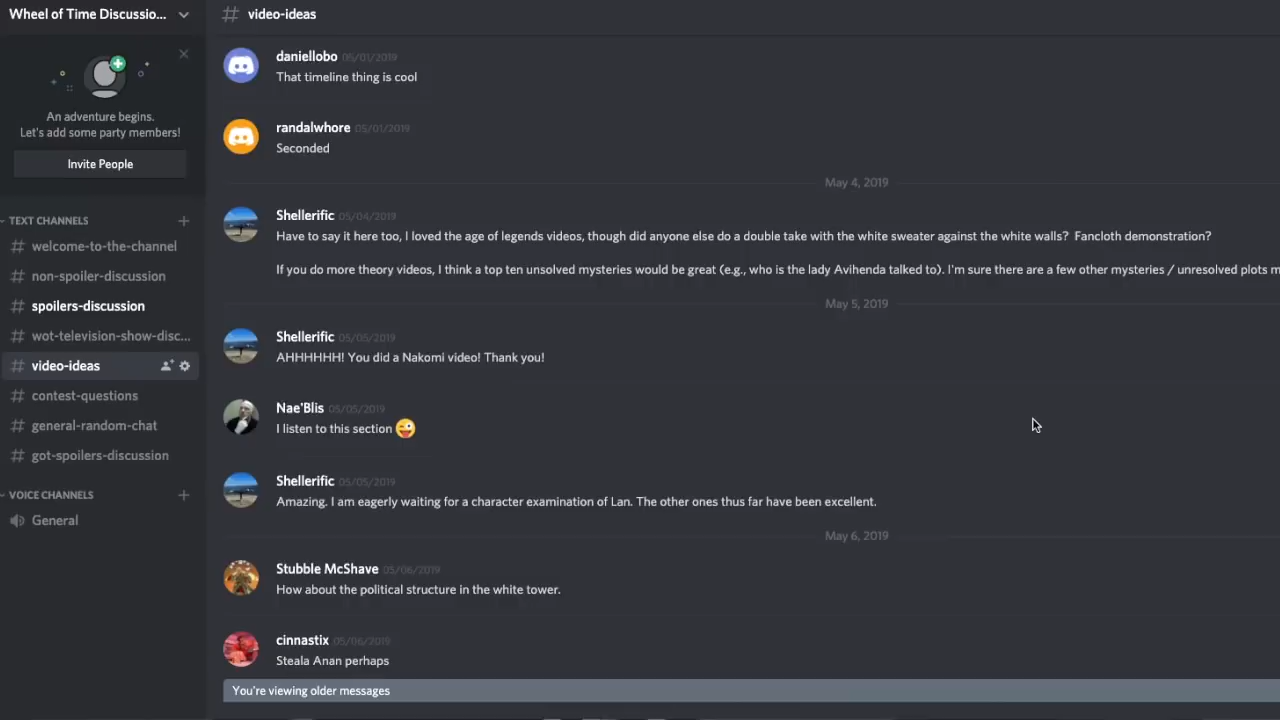 Wheel of Time Discussio...
# video-ideas
An adventure begins.
Let's add some party members!
Invite People
TEXT CHANNELS
# welcome-to-the-channel
# non-spoiler-discussion
# spoilers-discussion
# wot-television-show-disc...
# video-ideas
# contest-questions
# general-random-chat
# got-spoilers-discussion
VOICE CHANNELS
General
daniellobo 05/01/2019
That timeline thing is cool
randalwhore 05/01/2019
Seconded
May 4, 2019
Shellerific 05/04/2019
Have to say it here too, I loved the age of legends videos, though did anyone else do a double take with the white sweater against the white walls? Fancloth demonstration?
If you do more theory videos, I think a top ten unsolved mysteries would be great (e.g., who is the lady Avihenda talked to). I'm sure there are a few other mysteries / unresolved plots m
May 5, 2019
Shellerific 05/05/2019
AHHHHHH! You did a Nakomi video! Thank you!
Nae'Blis 05/05/2019
I listen to this section 😜
Shellerific 05/05/2019
Amazing. I am eagerly waiting for a character examination of Lan. The other ones thus far have been excellent.
May 6, 2019
Stubble McShave 05/06/2019
How about the political structure in the white tower.
cinnastix 05/06/2019
Steala Anan perhaps
You're viewing older messages